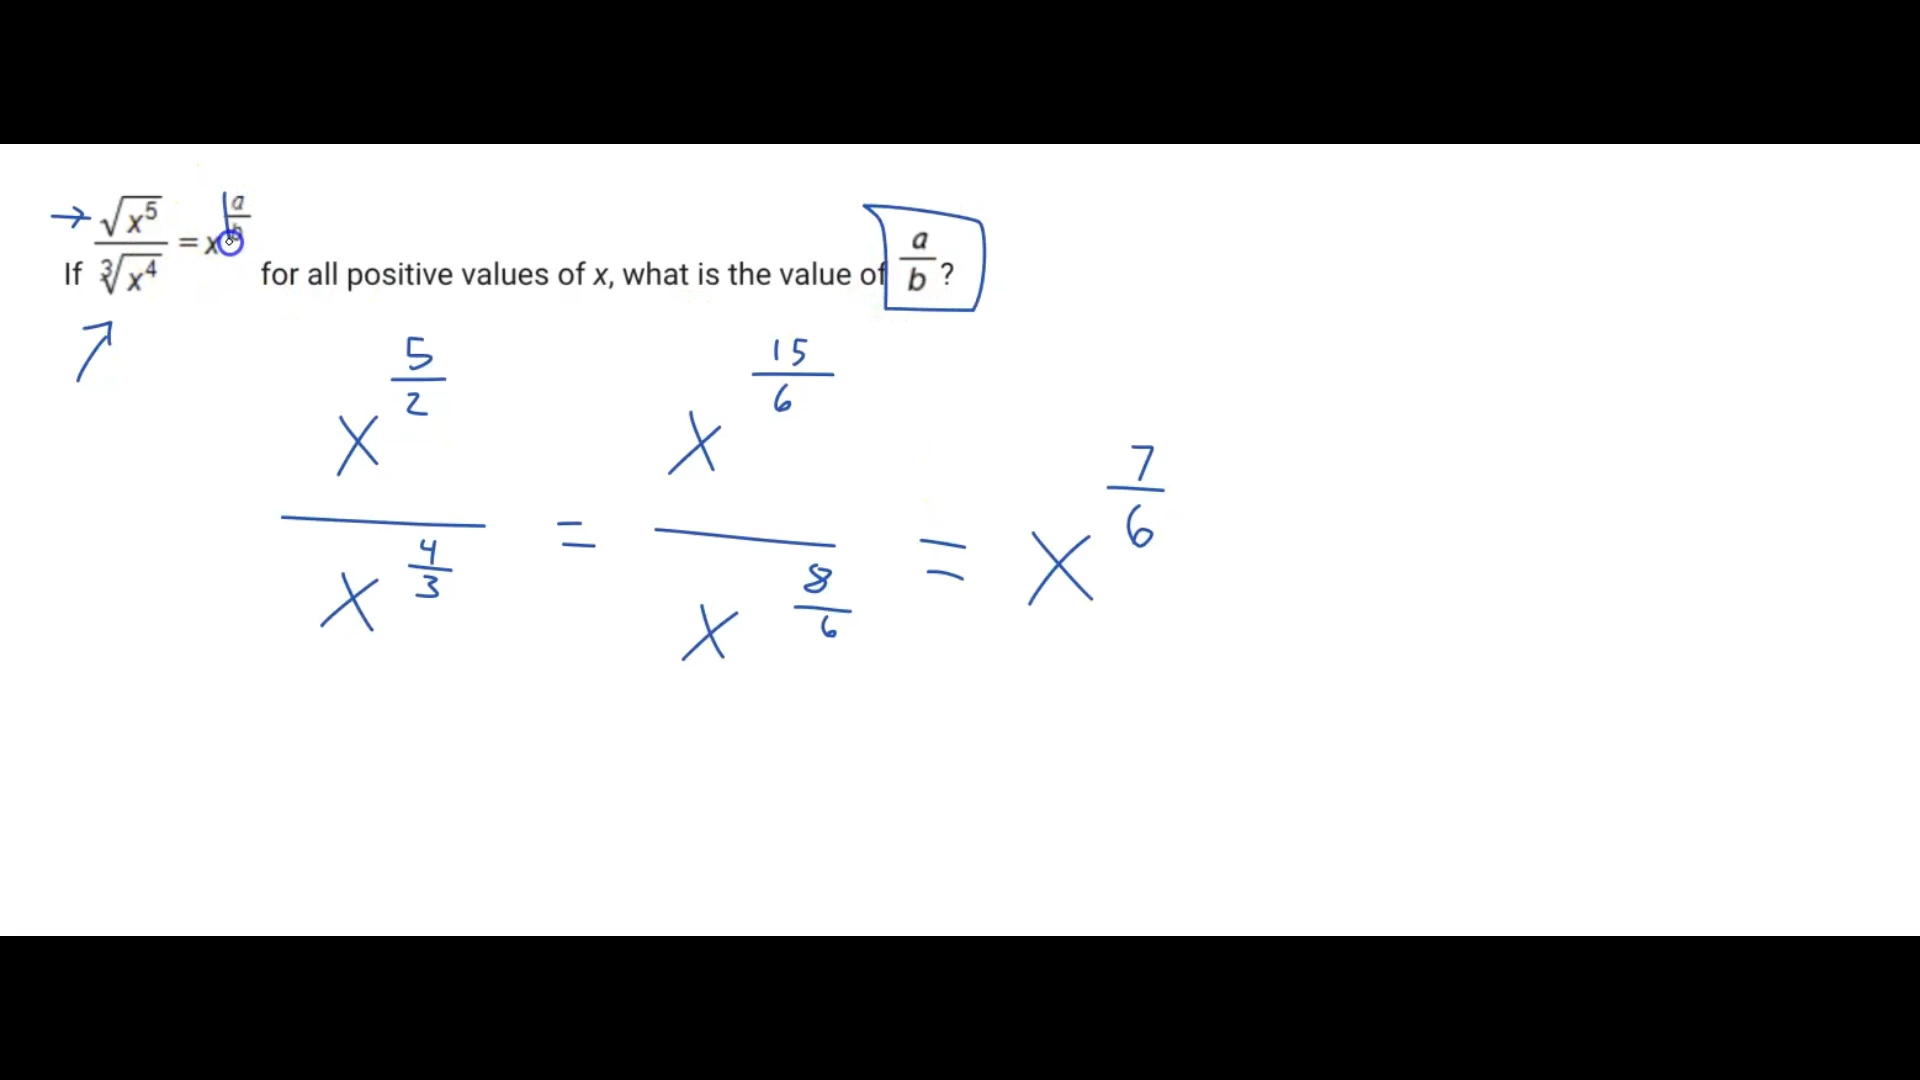 If √x⁵ / ∛x⁴ = x^(a/b) for all positive values of x, what is the value of a/b ?
x^(5/2) / x^(4/3) = x^(15/6) / x^(8/6) = x^(7/6)